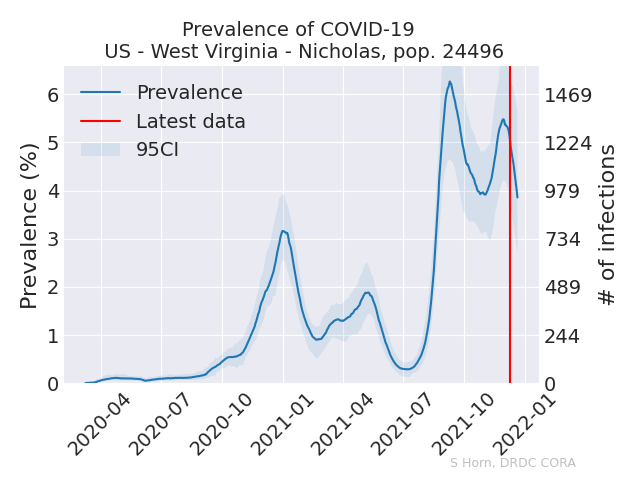 Prevalence of COVID-19
US - West Virginia - Nicholas, pop. 24496
Prevalence
Latest data
95CI
Prevalence (%)
6
5
4
3
2
1
0
1469
1224
979
734
489
244
0
# of infections
2020-04
2020-07
2020-10
2021-01
2021-04
2021-07
2021-10
2022-01
S Horn, DRDC CORA